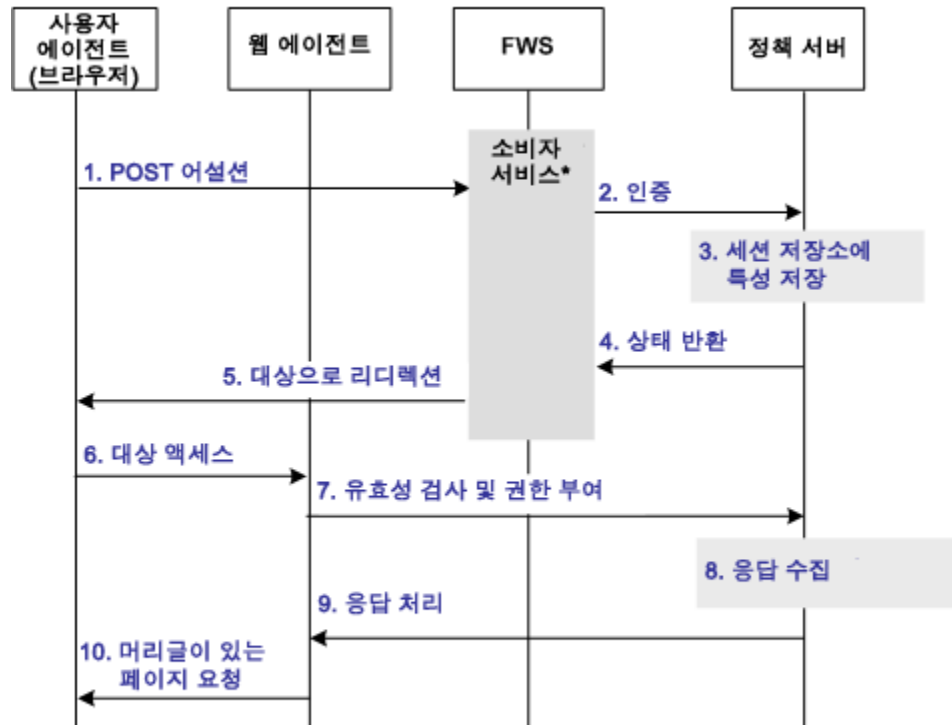 사용자
에이전트
(브라우저)
웹 에이전트
FWS
정책 서버
소비자
서비스*
1. POST 어설션
2. 인증
3. 세션 저장소에
특성 저장
4. 상태 반환
5. 대상으로 리디렉션
6. 대상 액세스
7. 유효성 검사 및 권한 부여
8. 응답 수집
9. 응답 처리
10. 머리글이 있는
페이지 요청